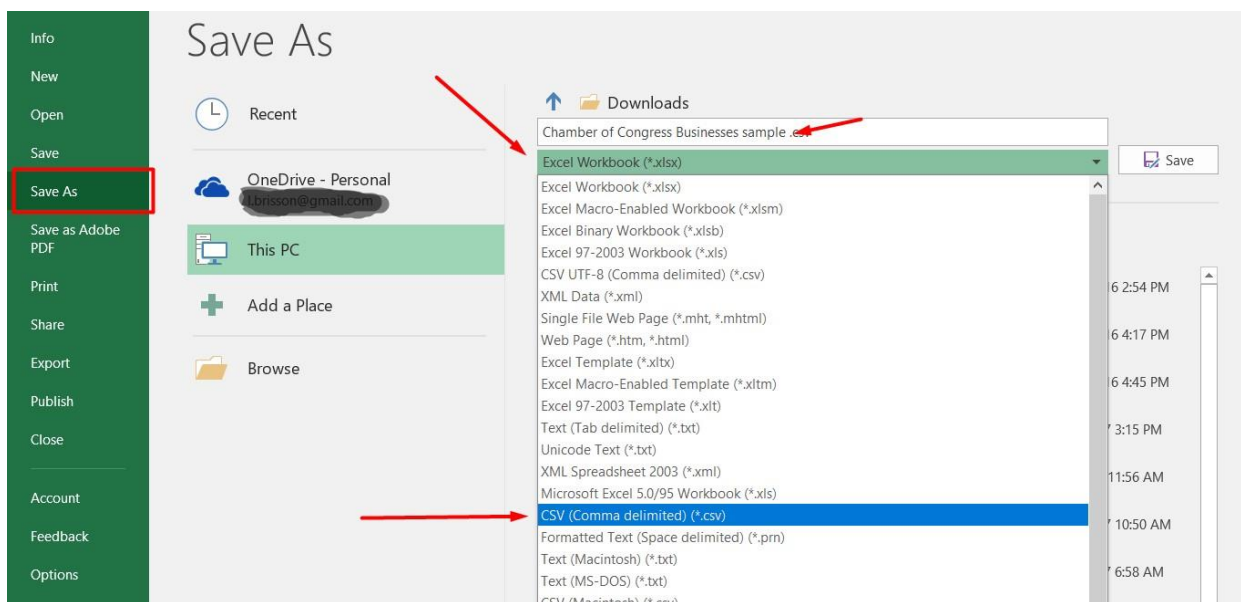 Info
New
Open
Save
Save As
Save as Adobe
PDF
Print
Share
Export
Publish
Close
Account
Feedback
Options
Save As
Recent
OneDrive - Personal
This PC
Add a Place
Browse
Downloads
Chamber of Congress Businesses sample
Excel Workbook (*.xlsx)
Save
Excel Workbook (*.xlsx)
Excel Macro-Enabled Workbook (*.xlsm)
Excel Binary Workbook (*.xlsb)
Excel 97-2003 Workbook (*.xls)
CSV UTF-8 (Comma delimited) (*.csv)
XML Data (*.xml)
Single File Web Page (*.mht, *.mhtml)
Web Page (*.htm, *.html)
Excel Template (*.xltx)
Excel Macro-Enabled Template (*.xltm)
Excel 97-2003 Template (*.xlt)
Text (Tab delimited) (*.txt)
Unicode Text (*.txt)
XML Spreadsheet 2003 (*.xml)
Microsoft Excel 5.0/95 Workbook (*.xls)
CSV (Comma delimited) (*.csv)
Formatted Text (Space delimited) (*.prn)
Text (Macintosh) (*.txt)
Text (MS-DOS) (*.txt)
CSV (Macintosh) (*.csv)
6 2:54 PM
6 4:17 PM
6 4:45 PM
3:15 PM
11:56 AM
10:50 AM
6:58 AM